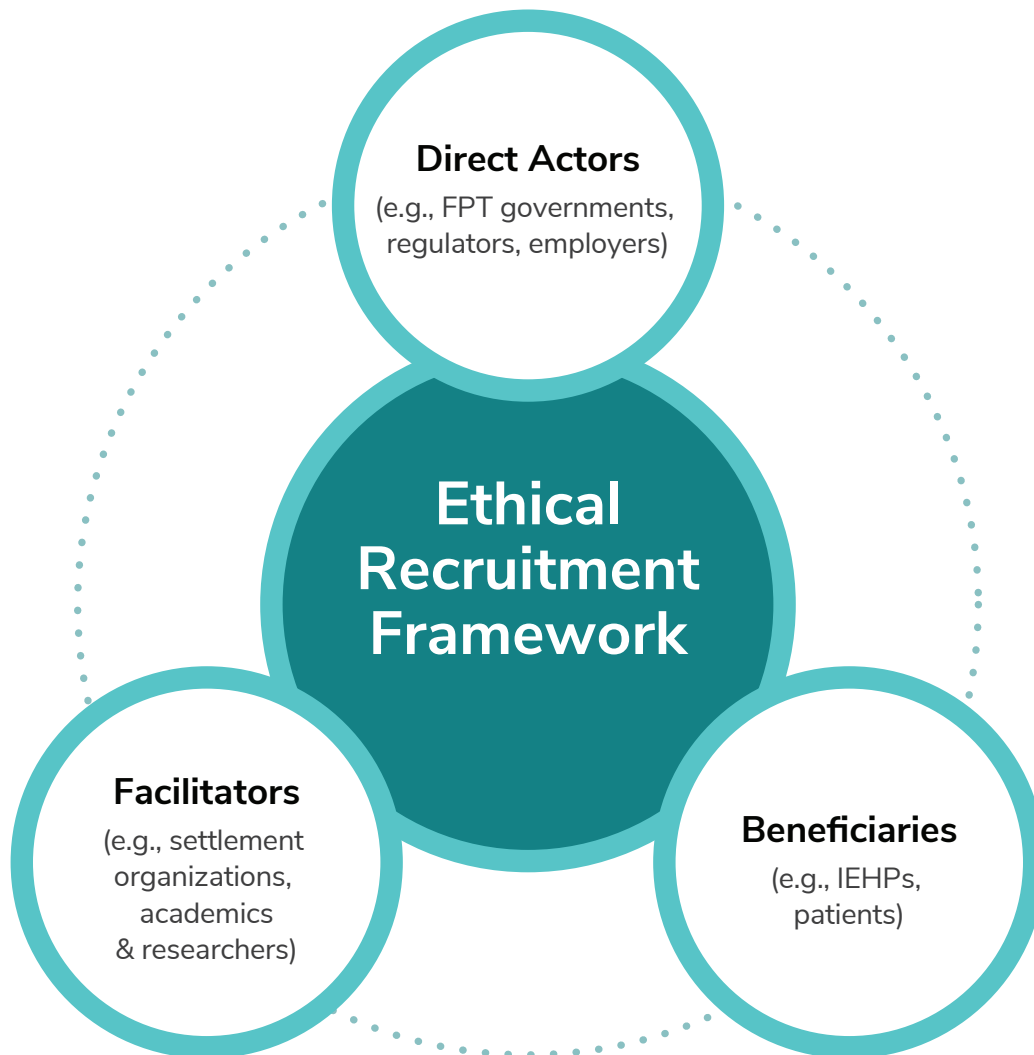 Direct Actors
(e.g., FPT governments,
regulators, employers)
Ethical
Recruitment
Framework
Facilitators
(e.g., settlement
organizations,
academics
& researchers)
Beneficiaries
(e.g., IEHPs,
patients)